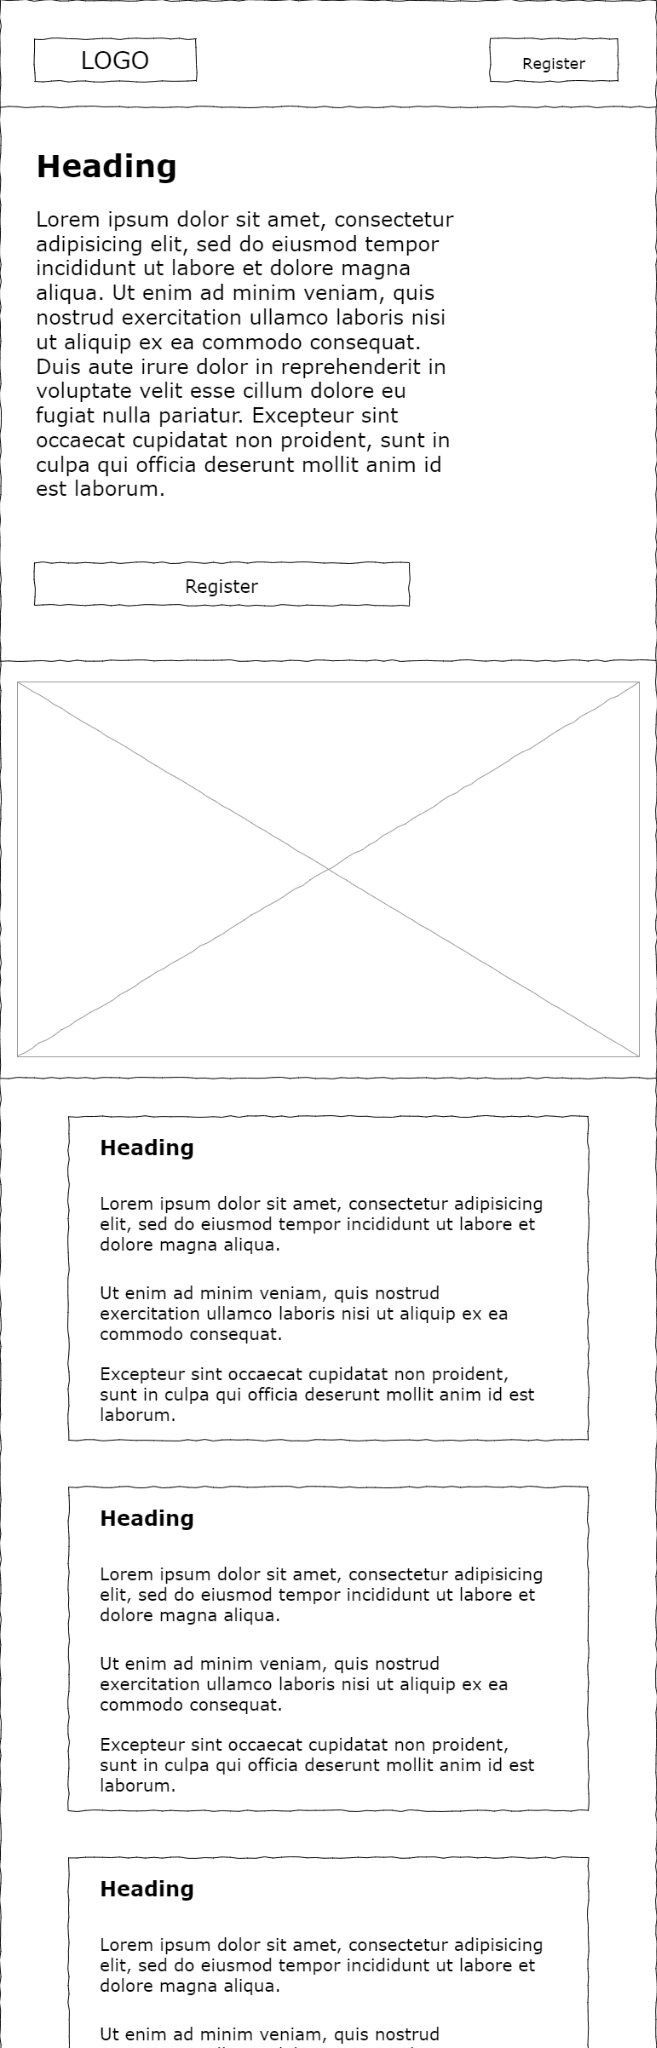 LOGO
Register
Heading
Lorem ipsum dolor sit amet, consectetur
adipisicing elit, sed do eiusmod tempor
incididunt ut labore et dolore magna
aliqua. Ut enim ad minim veniam, quis
nostrud exercitation ullamco laboris nisi
ut aliquip ex ea commodo consequat.
Duis aute irure dolor in reprehenderit in
voluptate velit esse cillum dolore eu
fugiat nulla pariatur. Excepteur sint
occaecat cupidatat non proident, sunt in
culpa qui officia deserunt mollit anim id
est laborum.
Register
Heading
Lorem ipsum dolor sit amet, consectetur adipisicing
elit, sed do eiusmod tempor incididunt ut labore et
dolore magna aliqua.
Ut enim ad minim veniam, quis nostrud
exercitation ullamco laboris nisi ut aliquip ex ea
commodo consequat.
Excepteur sint occaecat cupidatat non proident,
sunt in culpa qui officia deserunt mollit anim id est
laborum.
Heading
Lorem ipsum dolor sit amet, consectetur adipisicing
elit, sed do eiusmod tempor incididunt ut labore et
dolore magna aliqua.
Ut enim ad minim veniam, quis nostrud
exercitation ullamco laboris nisi ut aliquip ex ea
commodo consequat.
Excepteur sint occaecat cupidatat non proident,
sunt in culpa qui officia deserunt mollit anim id est
laborum.
Heading
Lorem ipsum dolor sit amet, consectetur adipisicing
elit, sed do eiusmod tempor incididunt ut labore et
dolore magna aliqua.
Ut enim ad minim veniam, quis nostrud